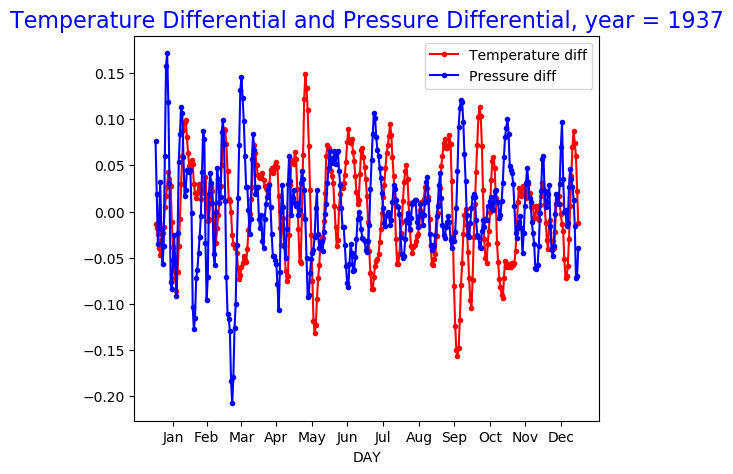 Temperature Differential and Pressure Differential, year = 1937
Temperature diff
Pressure diff
0.15
0.10
0.05
0.00
−0.05
−0.10
−0.15
−0.20
Jan Feb Mar Apr May Jun Jul Aug Sep Oct Nov Dec
DAY